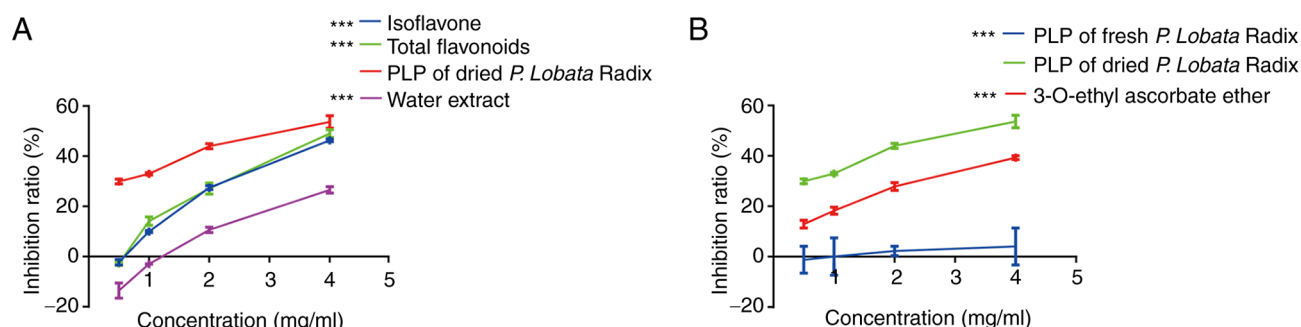 A
*** Isoflavone
*** Total flavonoids
PLP of dried P. Lobata Radix
*** Water extract
Inhibition ratio (%)
60
40
20
0
–20
1
2
3
4
5
Concentration (mg/ml)
B
*** PLP of fresh P. Lobata Radix
PLP of dried P. Lobata Radix
*** 3-O-ethyl ascorbate ether
Inhibition ratio (%)
60
40
20
0
–20
1
2
3
4
5
Concentration (mg/ml)